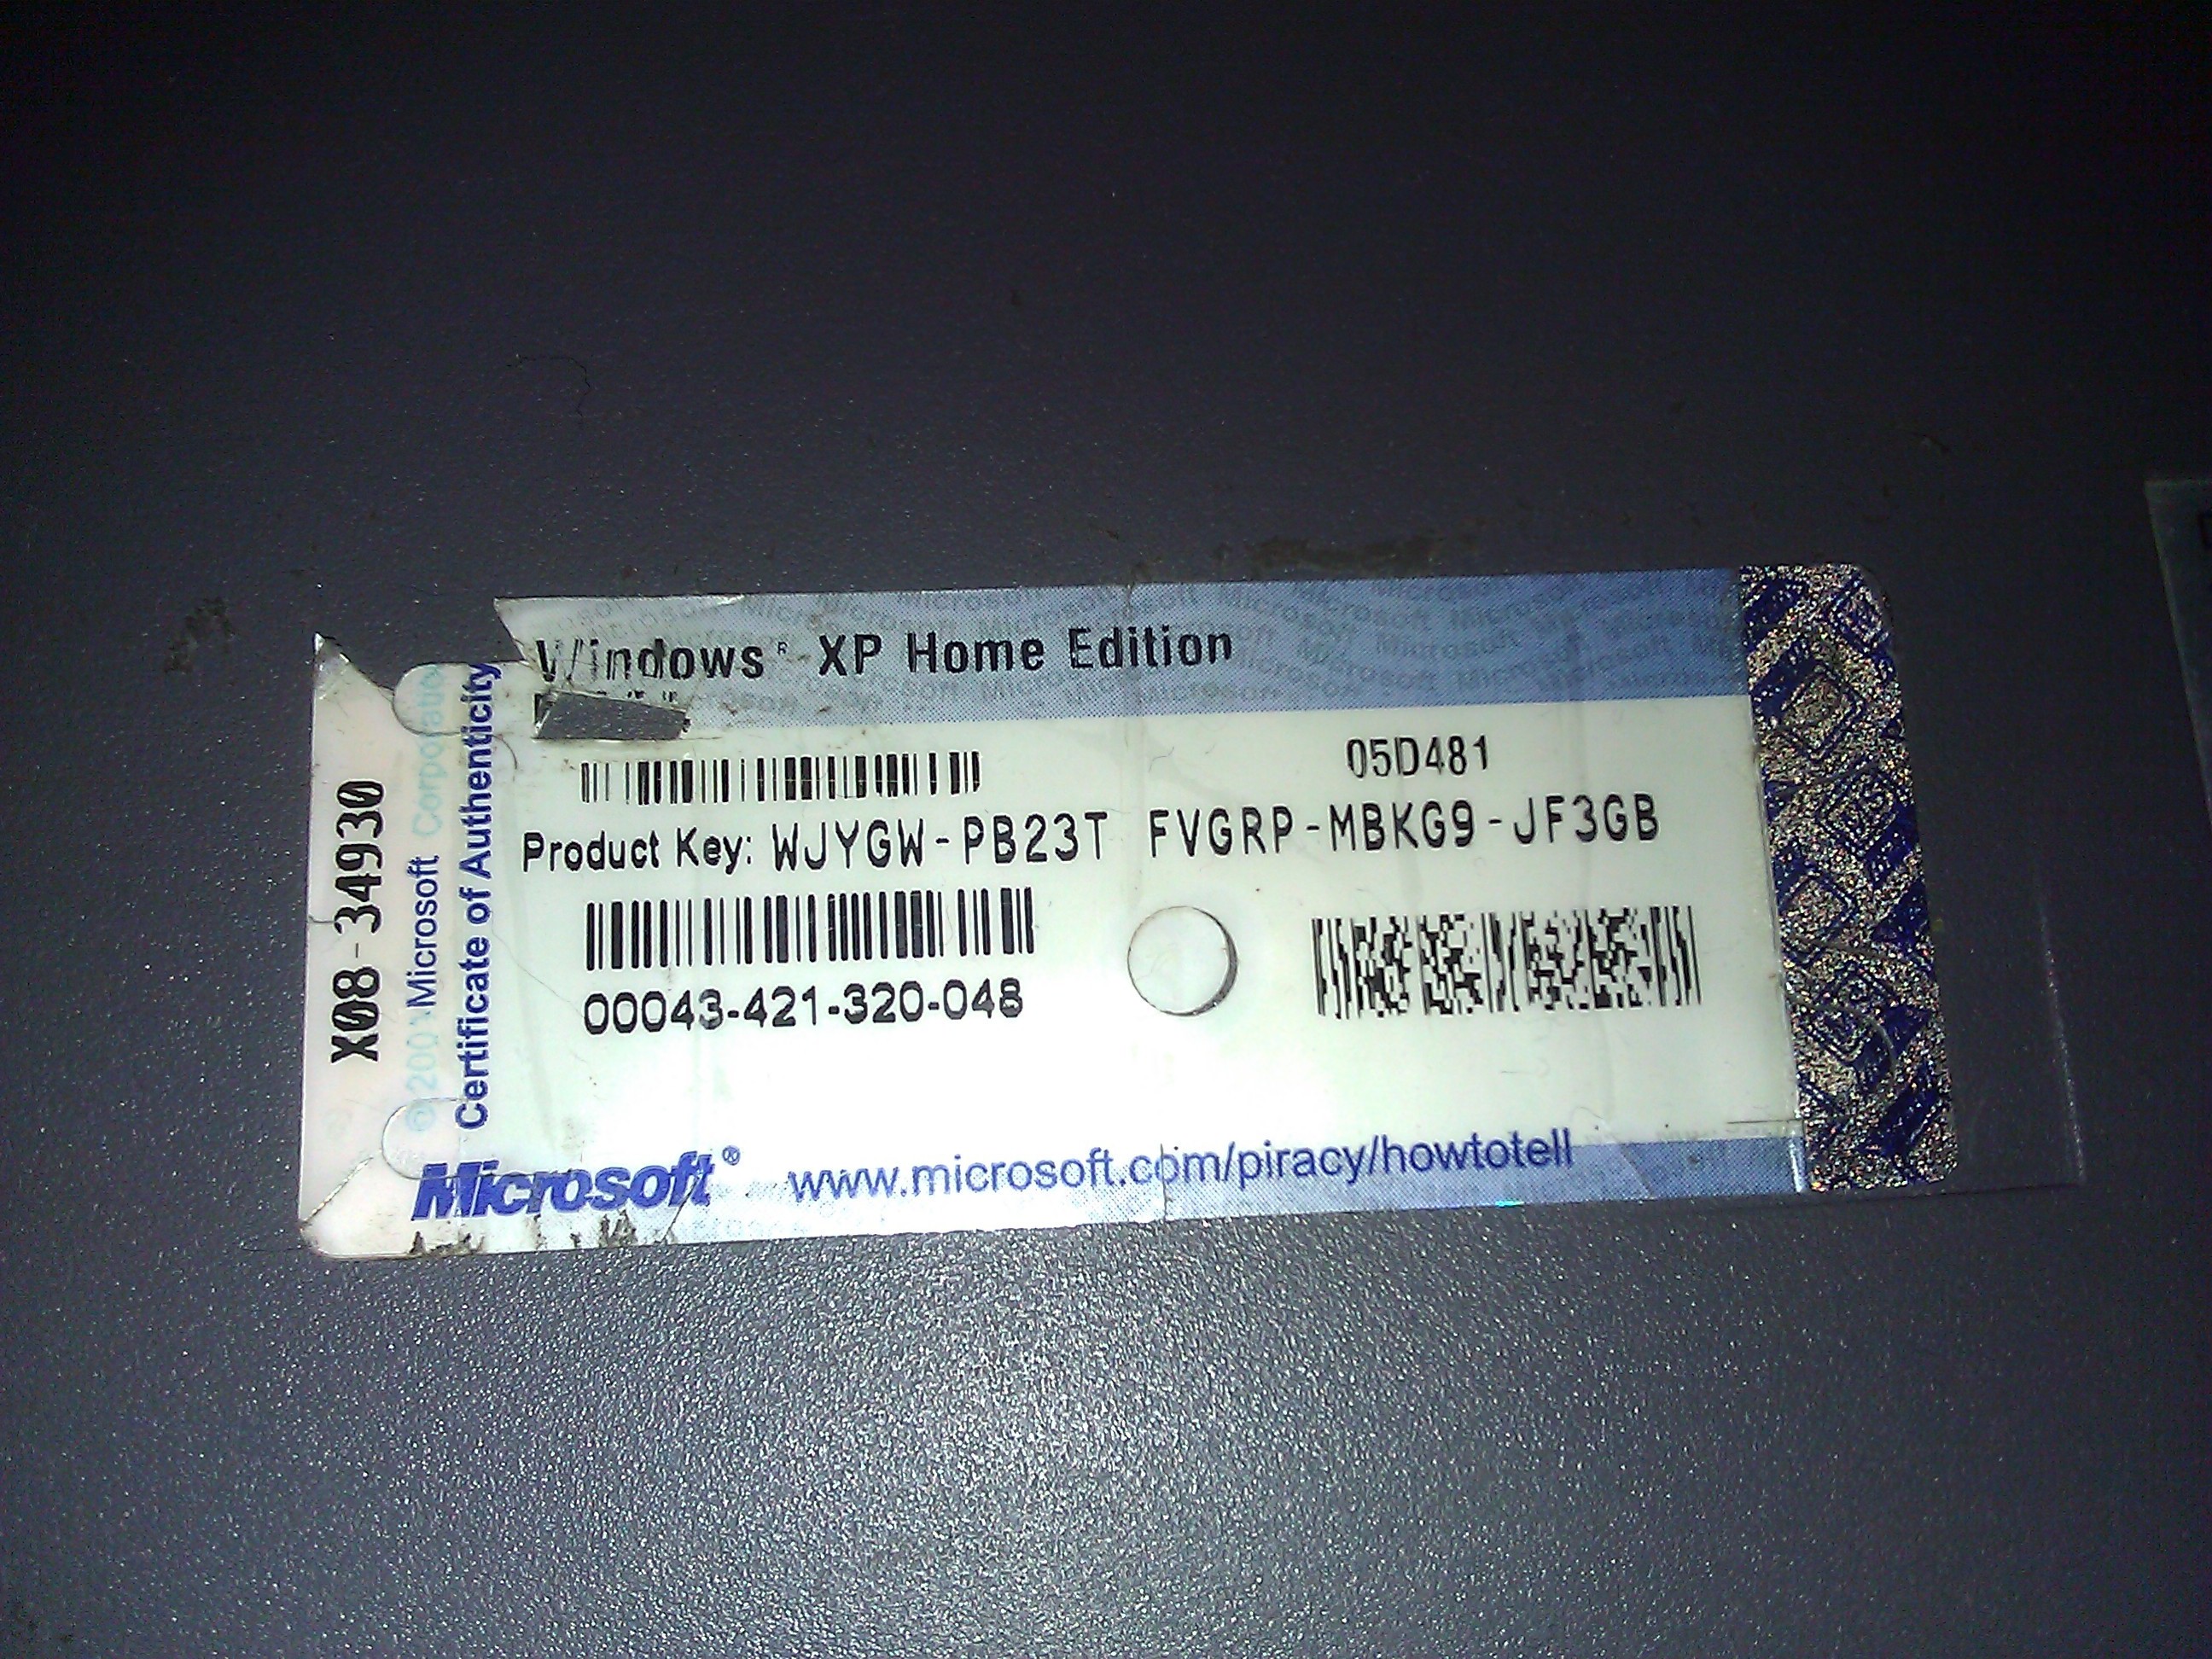 Windows® XP Home Edition
05D481
Product Key: WJYGW-PB23T FVGRP-MBKG9-JF3GB
00043-421-320-048
Microsoft® www.microsoft.com/piracy/howtotell
X08-34930
Microsoft Corporation
Certificate of Authenticity